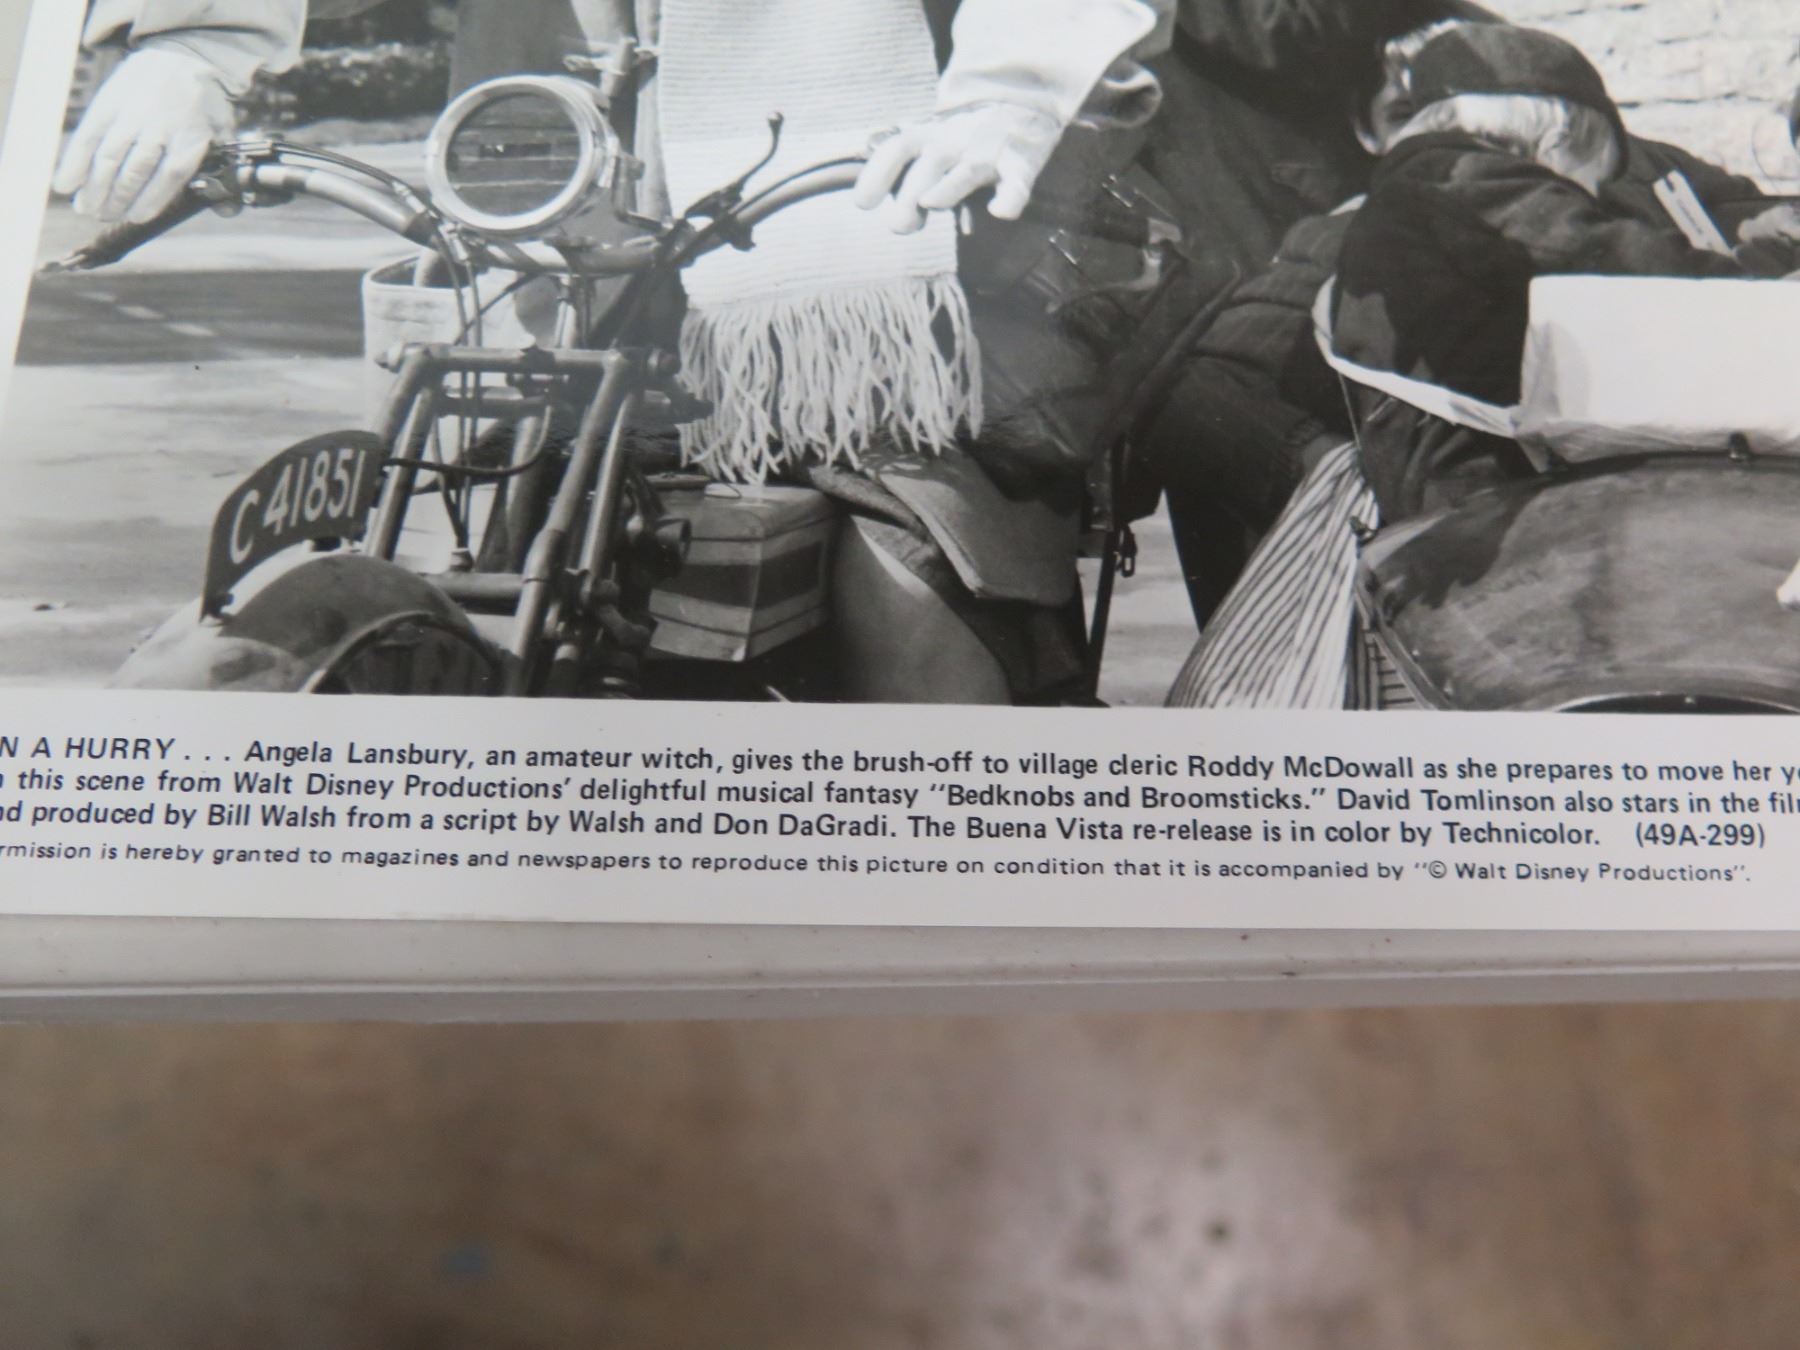 C41851
N A HURRY . . . Angela Lansbury, an amateur witch, gives the brush-off to village cleric Roddy McDowall as she prepares to move her
this scene from Walt Disney Productions' delightful musical fantasy "Bedknobs and Broomsticks." David Tomlinson also stars in the
produced by Bill Walsh from a script by Walsh and Don DaGradi. The Buena Vista re-release is in color by Technicolor. (49A-299)
rmission is hereby granted to magazines and newspapers to reproduce this picture on condition that it is accompanied by "© Walt Disney Productions".